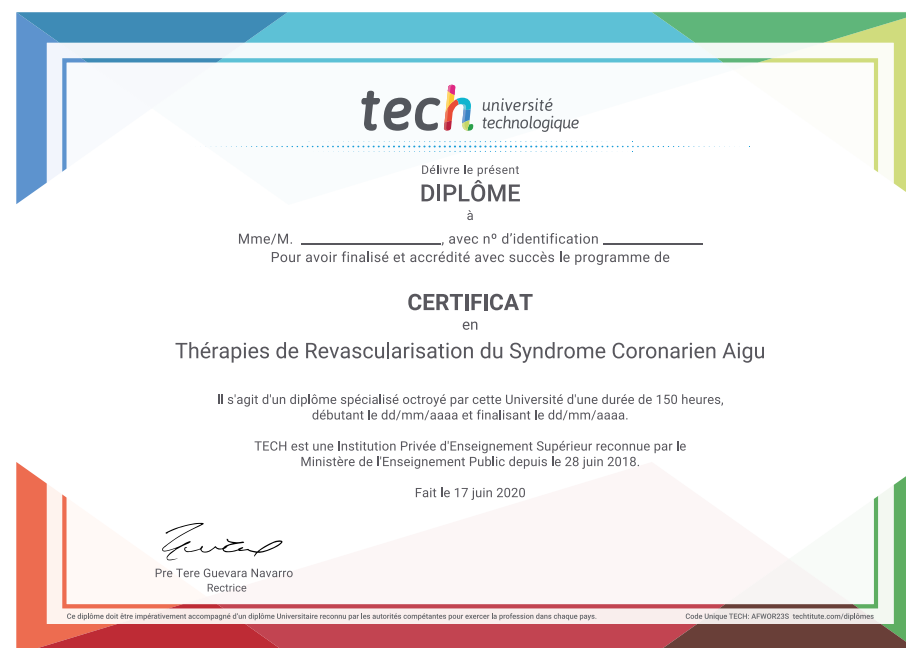 tech université
technologique
Délivre le présent
DIPLÔME
à
Mme/M. ____________________, avec nº d'identification ______________
Pour avoir finalisé et accrédité avec succès le programme de
CERTIFICAT
en
Thérapies de Revascularisation du Syndrome Coronarien Aigu
Il s'agit d'un diplôme spécialisé octroyé par cette Université d'une durée de 150 heures,
débutant le dd/mm/aaaa et finalisant le dd/mm/aaaa.
TECH est une Institution Privée d'Enseignement Supérieur reconnue par le
Ministère de l'Enseignement Public depuis le 28 juin 2018.
Fait le 17 juin 2020
Pre Tere Guevara Navarro
Rectrice
Ce diplôme doit être impérativement accompagné d'un diplôme Universitaire reconnu par les autorités compétantes pour exercer la profession dans chaque pays.
Code Unique TECH: AFWOR23S techtitute.com/diplômes